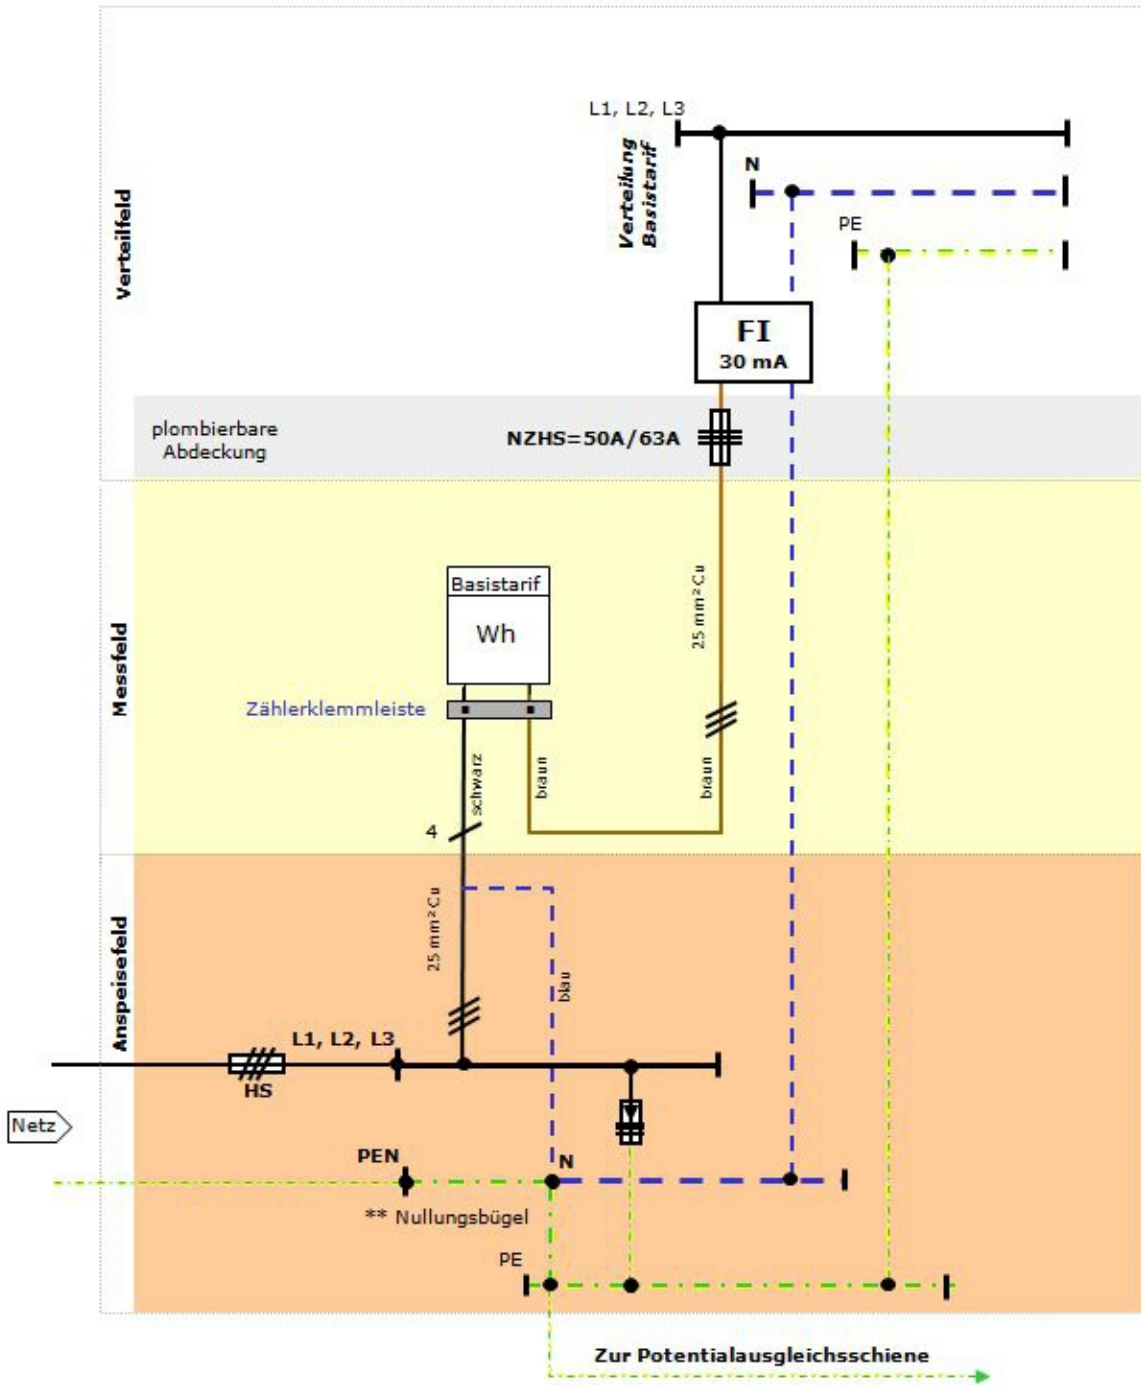 L1, L2, L3
Verteilung
Basistarif
N
PE
Verteilfeld
FI
30 mA
plombierbare
Abdeckung
NZHS=50A/63A
Messfeld
Basistarif
Wh
25 mm² Cu
Zählerklemmleiste
schwarz
braun
braun
4
Anspeisefeld
25 mm² Cu
blau
L1, L2, L3
HS
Netz
PEN
N
** Nullungsbügel
PE
Zur Potentialausgleichsschiene